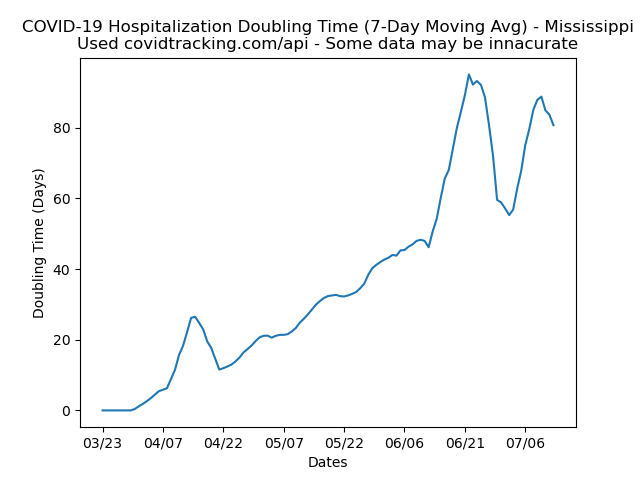 COVID-19 Hospitalization Doubling Time (7-Day Moving Avg) - Mississippi
Used covidtracking.com/api - Some data may be innacurate
80
60
40
20
0
Doubling Time (Days)
03/23 04/07 04/22 05/07 05/22 06/06 06/21 07/06
Dates